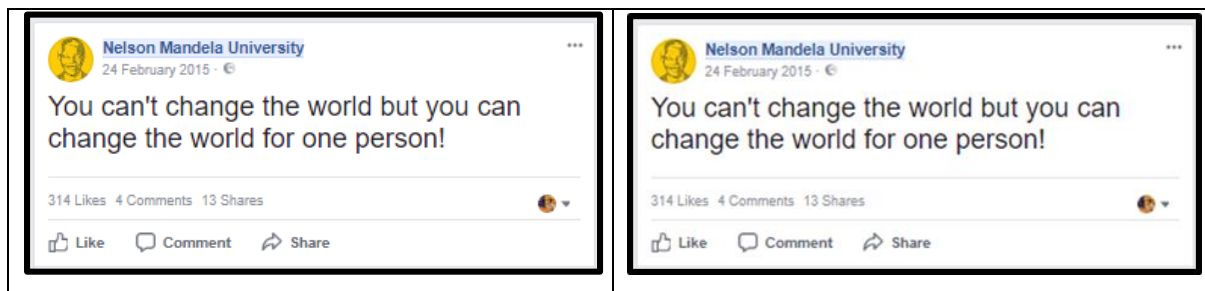 Nelson Mandela University
24 February 2015 ·
You can't change the world but you can
change the world for one person!
314 Likes 4 Comments 13 Shares
Like Comment Share
Nelson Mandela University
24 February 2015 ·
You can't change the world but you can
change the world for one person!
314 Likes 4 Comments 13 Shares
Like Comment Share